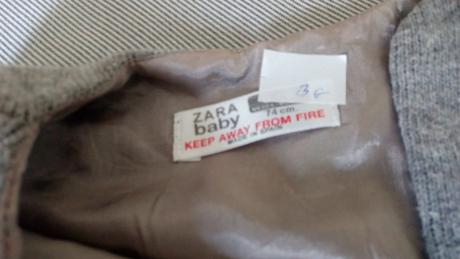 ZARA
baby
74 cm.
KEEP AWAY FROM FIRE
MADE IN SPAIN